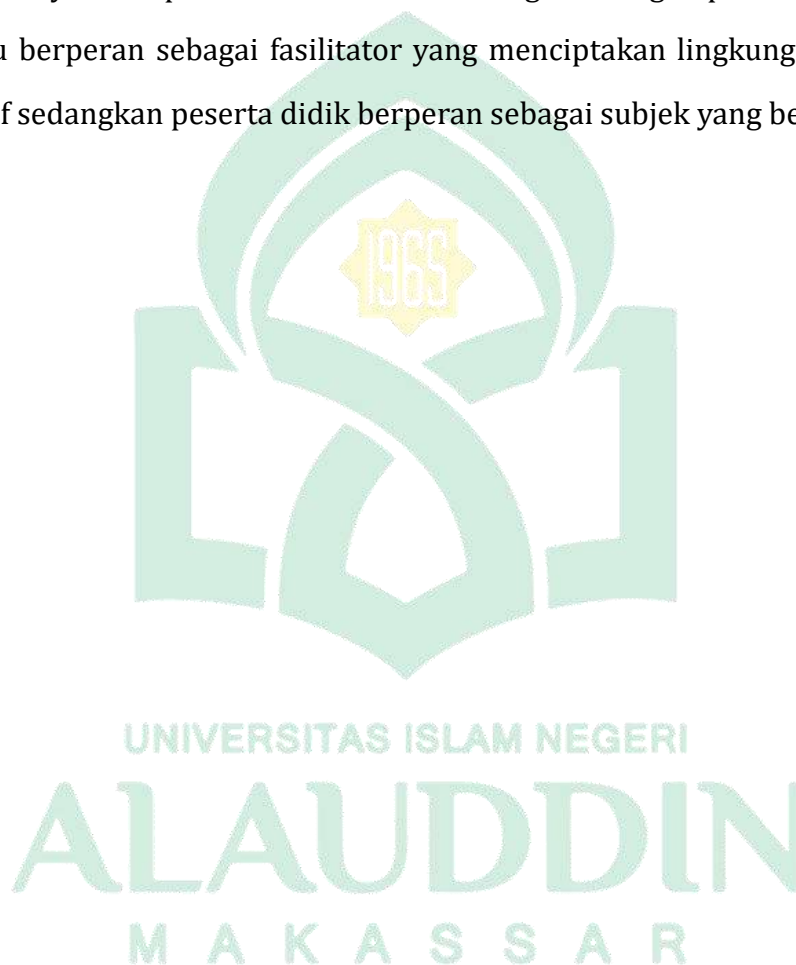 u berperan sebagai fasilitator yang menciptakan lingkung
f sedangkan peserta didik berperan sebagai subjek yang be
1965
UNIVERSITAS ISLAM NEGERI
ALAUDDIN
M A K A S S A R